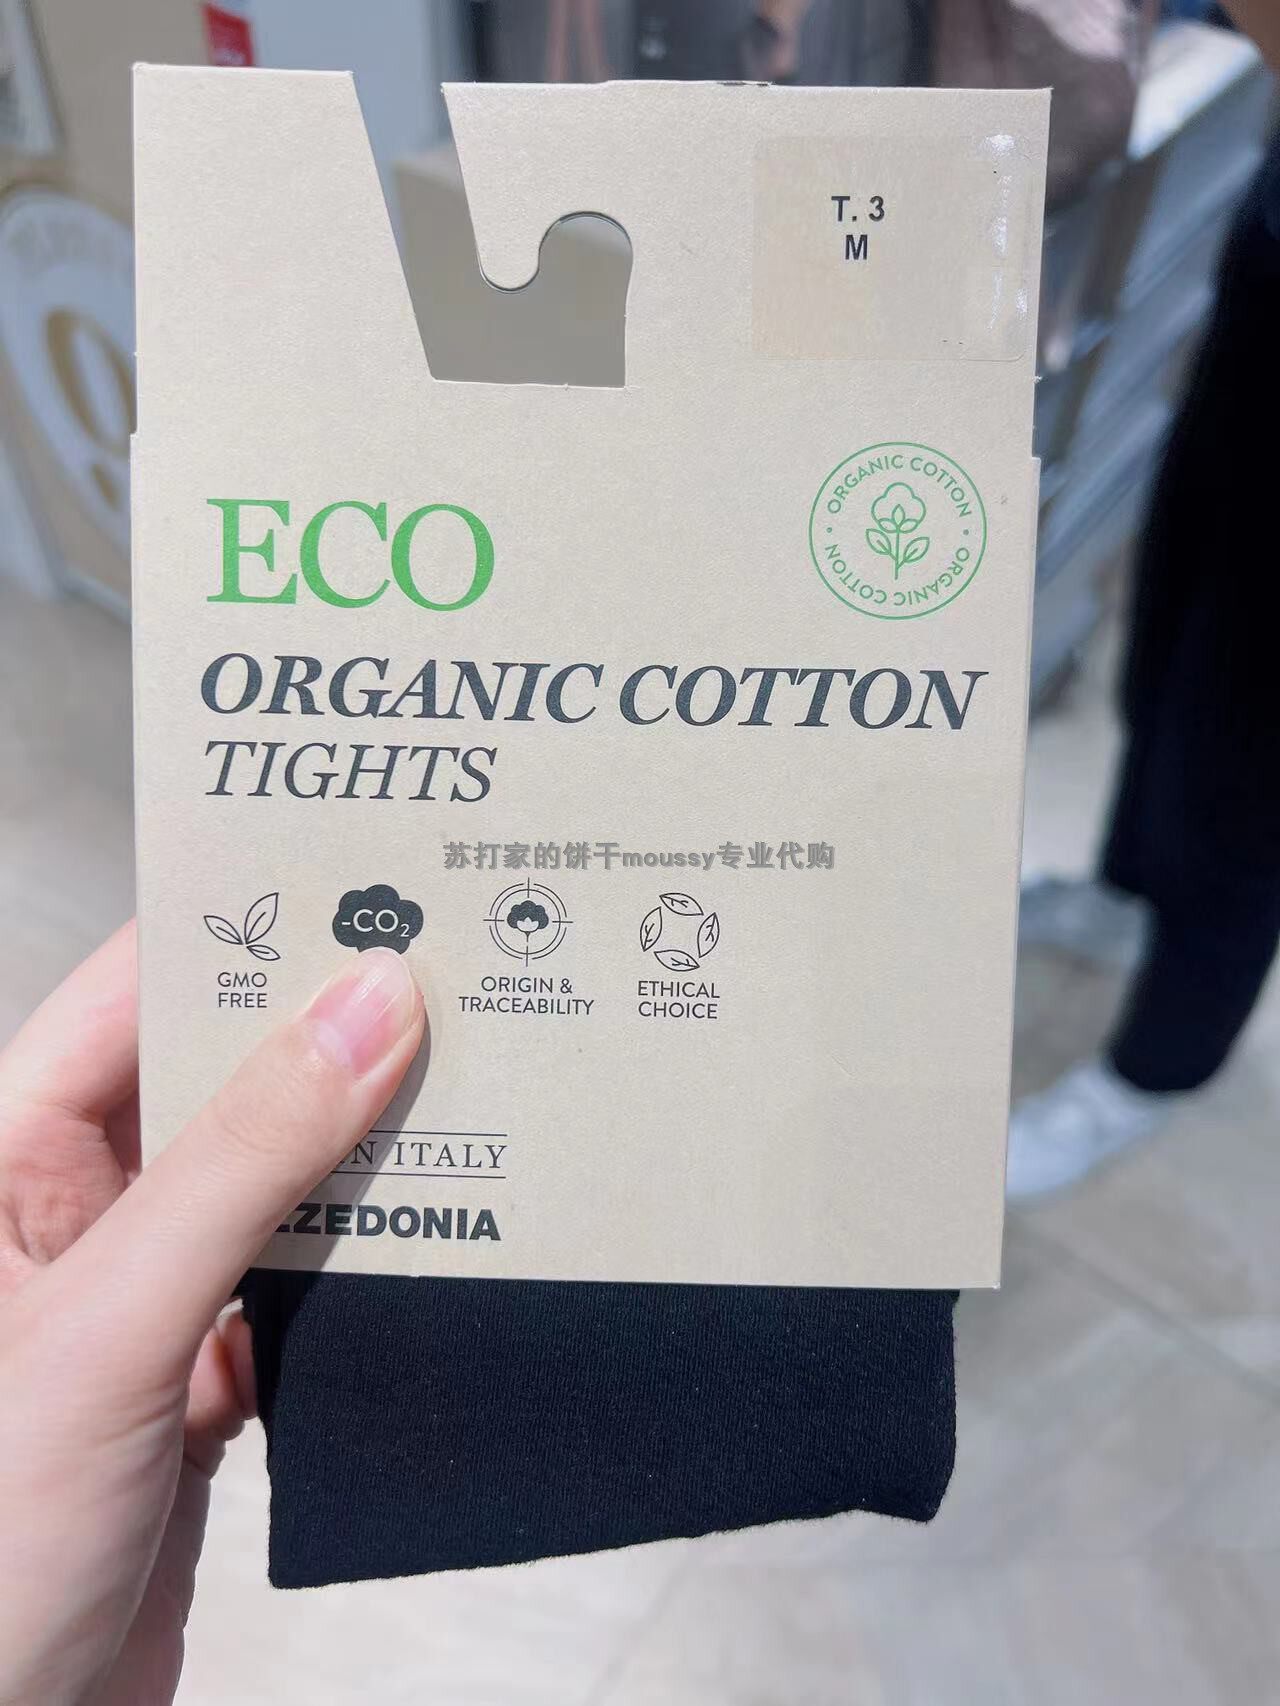 T. 3
M
ORGANIC COTTON · ORGANIC COTTON ·
ECO
ORGANIC COTTON
TIGHTS
苏打家的饼干moussy专业代购
-CO₂
GMO
FREE
ORIGIN &
TRACEABILITY
ETHICAL
CHOICE
ITALY